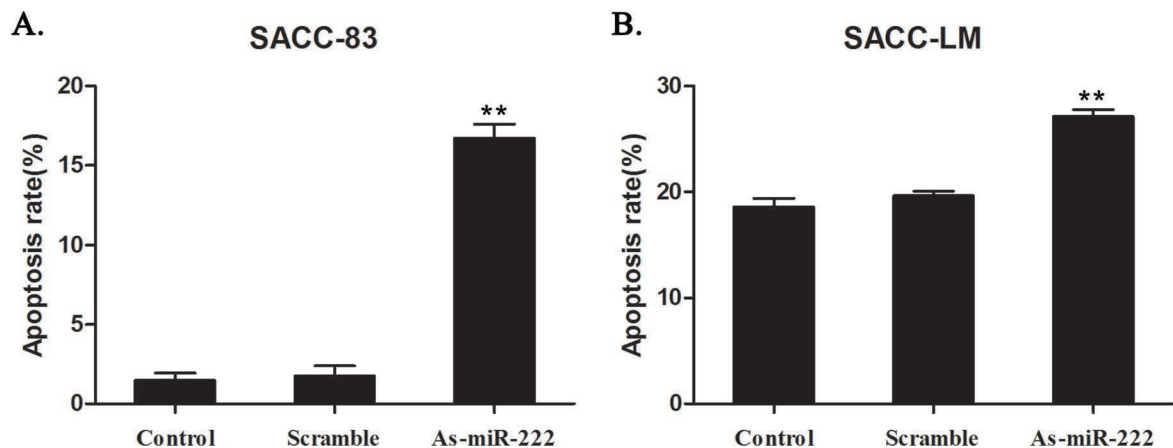 A.
SACC-83
Apoptosis rate(%)
20
15
10
5
0
**
Control Scramble As-miR-222
B.
SACC-LM
Apoptosis rate(%)
30
20
10
0
**
Control Scramble As-miR-222